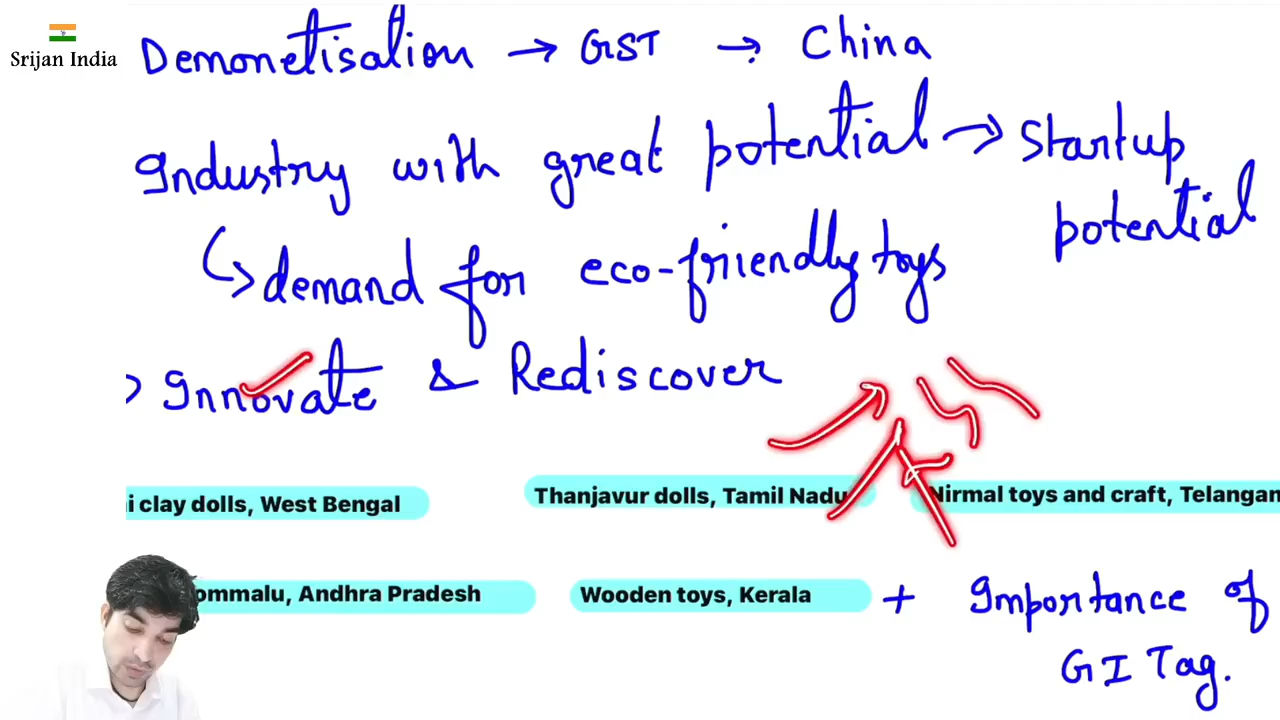 Srijan India
Demonetisation → GST → China
Industry with great potential → Startup potential
↳ demand for eco-friendly toys
Innovate & Rediscover
clay dolls, West Bengal
Thanjavur dolls, Tamil Nadu
Nirmal toys and craft,
Andhra Pradesh
Wooden toys, Kerala
+ Importance of
GI Tag.